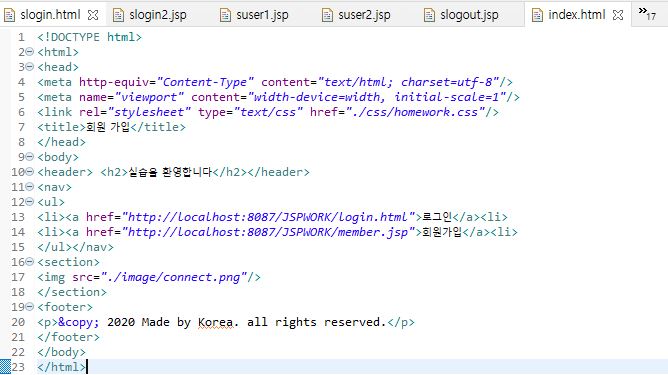 slogin.html slogin2.jsp suser1.jsp suser2.jsp slogout.jsp index.html »17
1 <!DOCTYPE html>
2 <html>
3 <head>
4 <meta http-equiv="Content-Type" content="text/html; charset=utf-8"/>
5 <meta name="viewport" content="width-device=width, initial-scale=1"/>
6 <link rel="stylesheet" type="text/css" href="./css/homework.css"/>
7 <title>회원 가입</title>
8 </head>
9 <body>
10 <header> <h2>실습을 환영합니다</h2></header>
11 <nav>
12 <ul>
13 <li><a href="http://localhost:8087/JSPWORK/login.html">로그인</a><li>
14 <li><a href="http://localhost:8087/JSPWORK/member.jsp">회원가입</a><li>
15 </ul></nav>
16 <section>
17 <img src="./image/connect.png"/>
18 </section>
19 <footer>
20 <p>&copy; 2020 Made by Korea. all rights reserved.</p>
21 </footer>
22 </body>
23 </html>